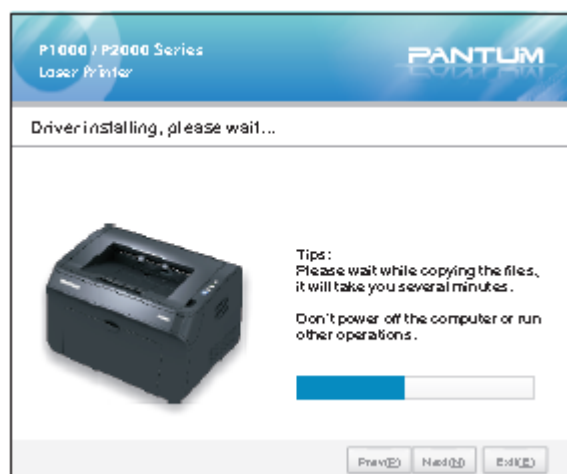 P1000 / P2000 Series
Laser Printer
PANTUM
Driver installing, please wait...
Tips:
Please wait while copying the files,
it will take you several minutes.
Don't power off the computer or run
other operations.
Prev(P) Next(N) Exit(E)